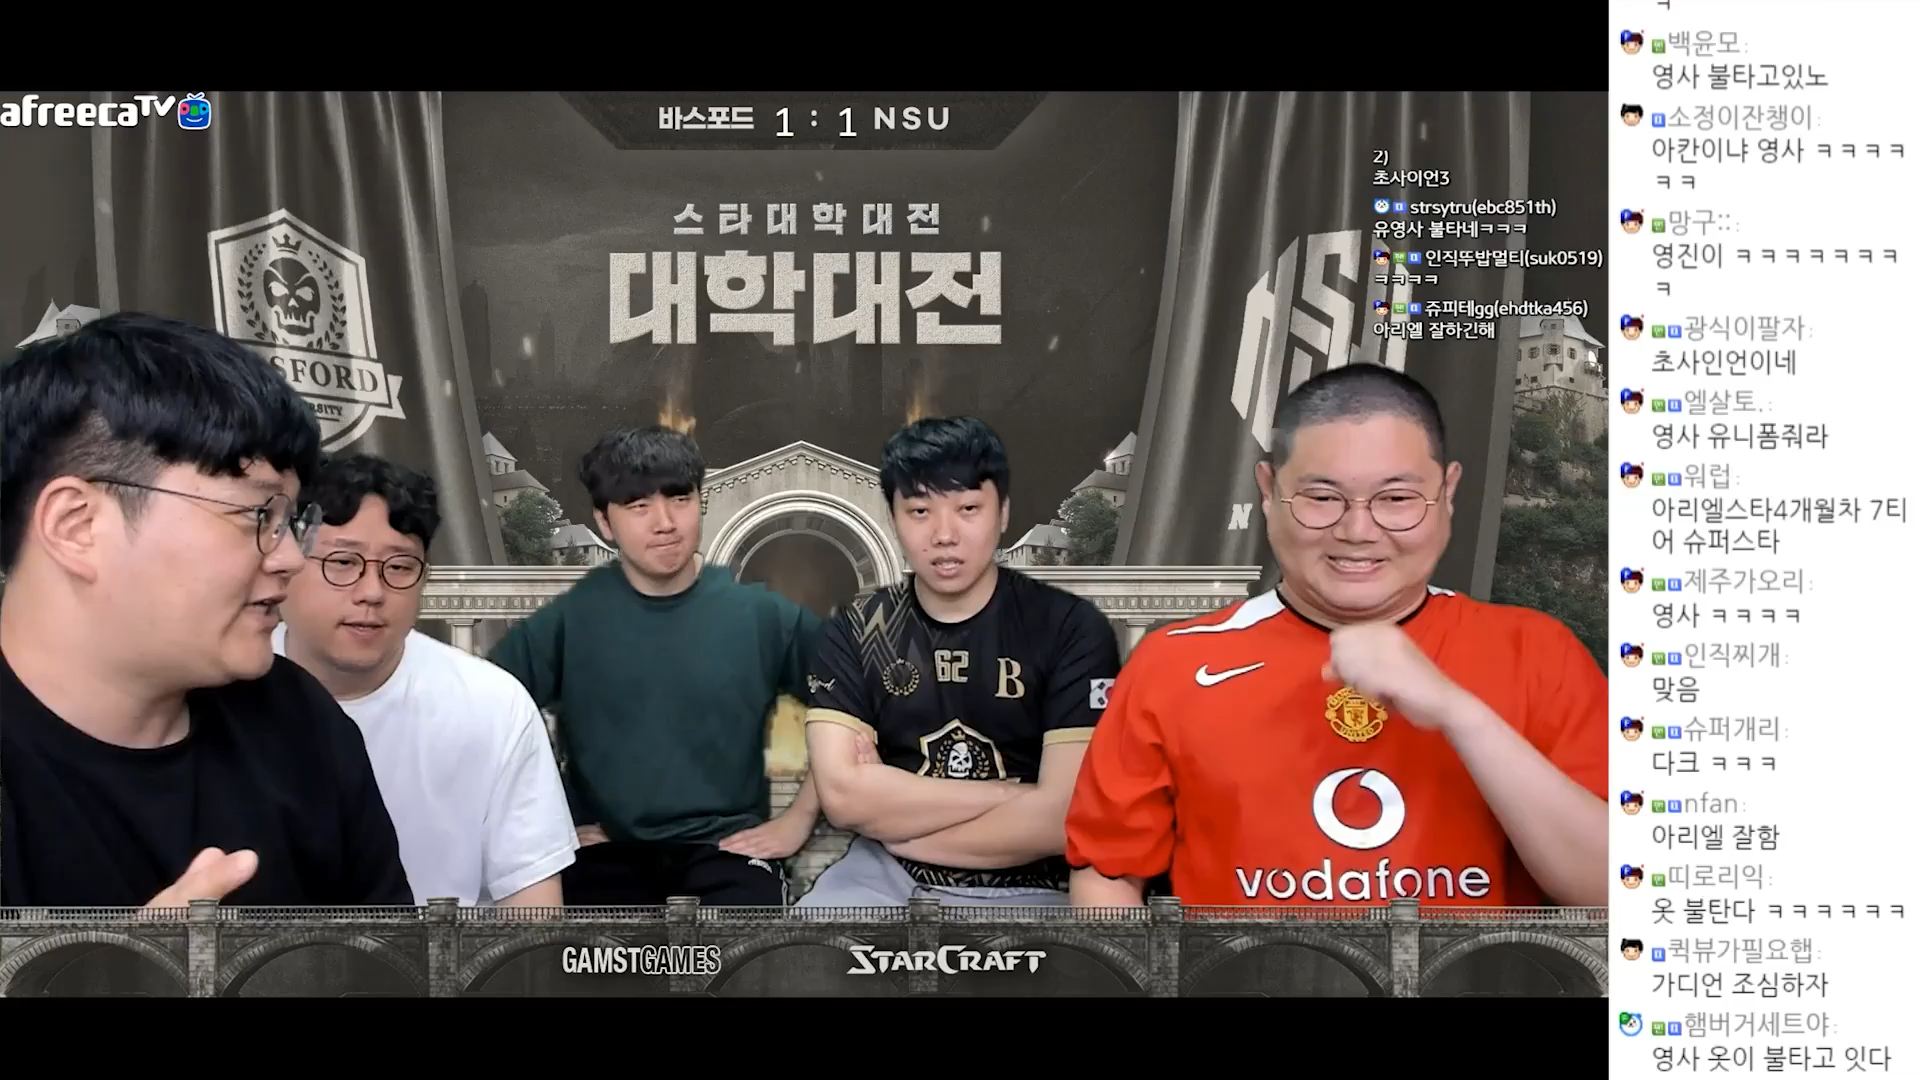 afreecaTV
바스포드 1 : 1 NSU
스타대학대전
대학대전
2)
초사이언3
strsytru(ebc851th)
유영사 불타네ㅋㅋㅋ
인직뚜밥멀티(suk0519)
ㅋㅋㅋㅋ
쥬피테gg(ehdtka456)
아리엘 잘하긴해
SFORD
RSITY
NSU
N
62
B
UNITED
vodafone
GAMSTGAMES
STARCRAFT
ㅋ
백윤모:
영사 불타고있노
소정이잔챙이:
아칸이냐 영사 ㅋㅋㅋㅋ
ㅋㅋ
망구:::
영진이 ㅋㅋㅋㅋㅋㅋㅋ
ㅋ
광식이팔자:
초사인언이네
엘살토.:
영사 유니폼줘라
워럽:
아리엘스타4개월차 7티
어 슈퍼스타
제주가오리:
영사 ㅋㅋㅋㅋ
인직찌개:
맞음
슈퍼개리:
다크 ㅋㅋㅋ
nfan:
아리엘 잘함
띠로리익:
옷 불탄다 ㅋㅋㅋㅋㅋㅋ
퀵뷰가필요햅:
가디언 조심하자
햄버거세트야:
영사 옷이 불타고 잇다